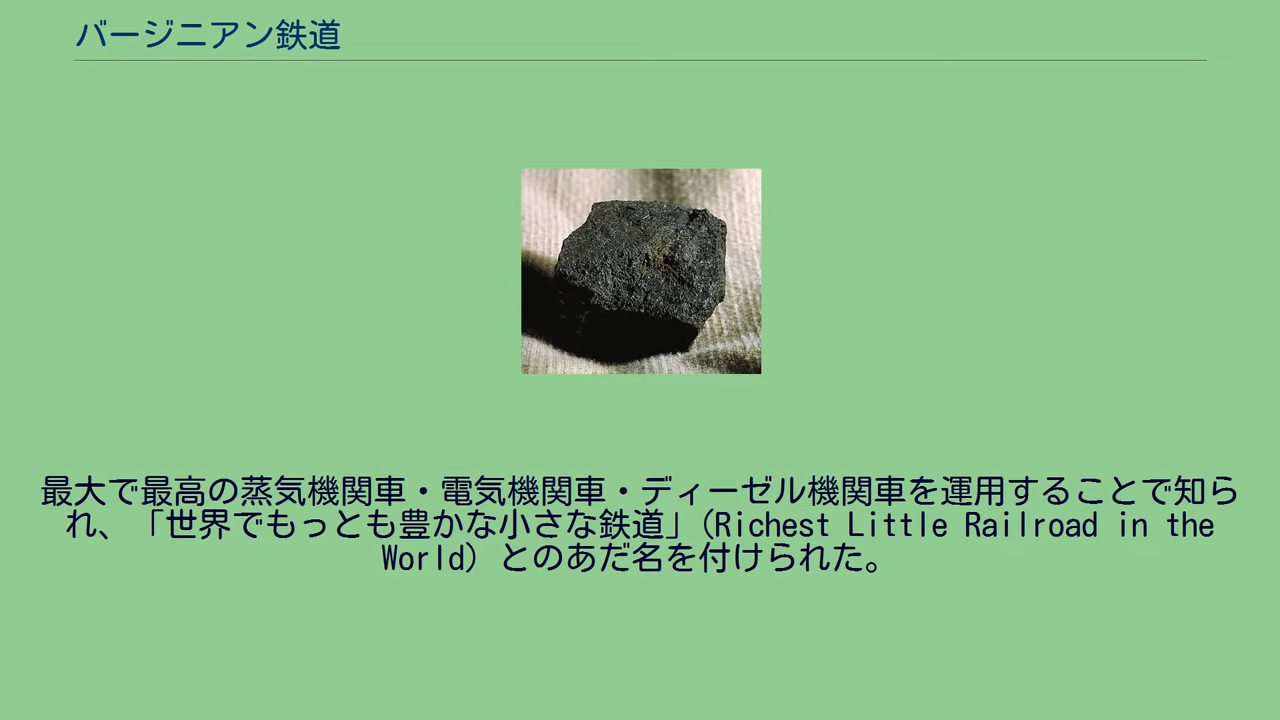 バージニアン鉄道
最大で最高の蒸気機関車・電気機関車・ディーゼル機関車を運用することで知ら
れ、「世界でもっとも豊かな小さな鉄道」(Richest Little Railroad in the
World) とのあだ名を付けられた。